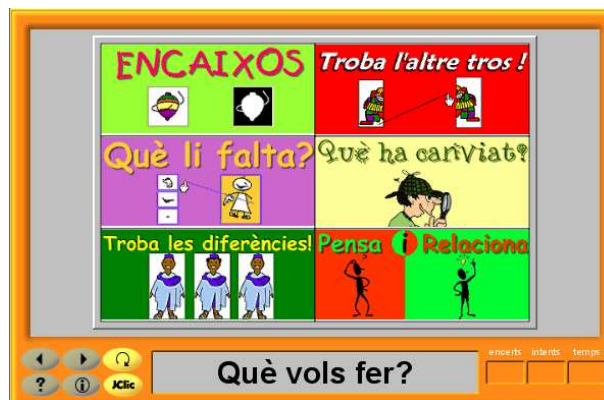 ENCAIXOS
Troba l'altre tros !
Què li falta?
Què ha canviat?
Troba les diferències!
Pensa i Relaciona
encerts intents temps
? i JClic
Què vols fer?